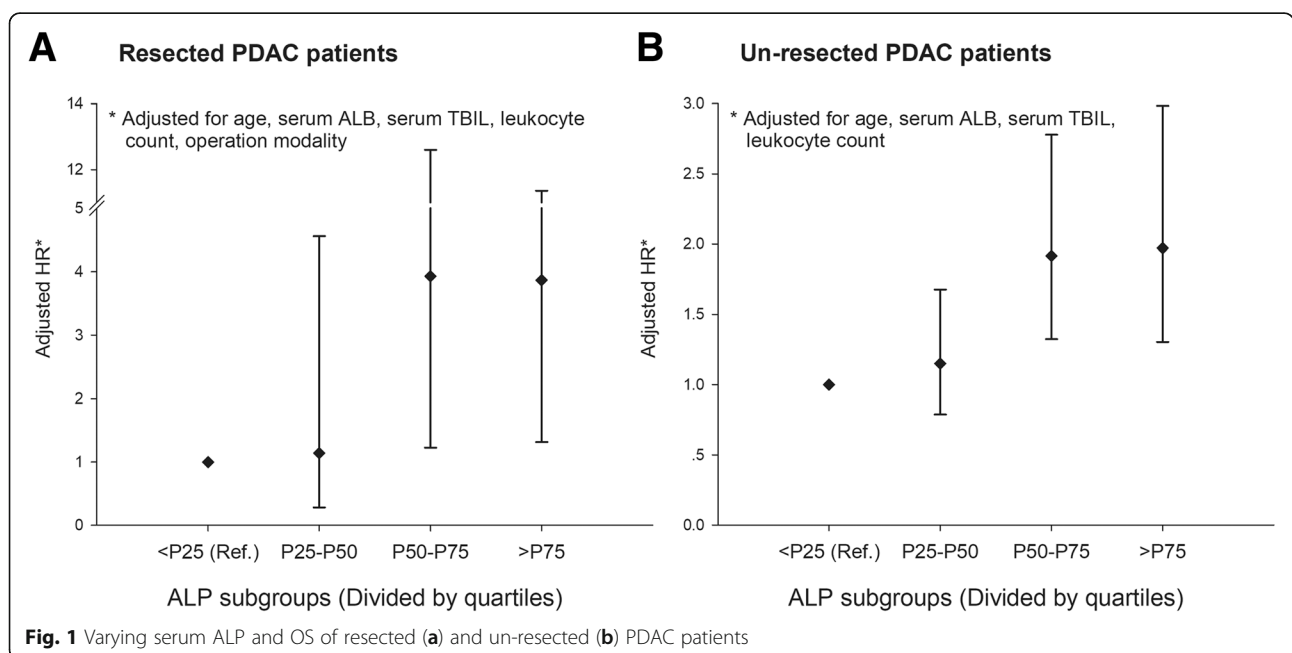 A
Resected PDAC patients
* Adjusted for age, serum ALB, serum TBIL, leukocyte
count, operation modality
Adjusted HR*
14
12
5
4
3
2
1
0
<P25 (Ref.)
P25-P50
P50-P75
>P75
ALP subgroups (Divided by quartiles)
B
Un-resected PDAC patients
* Adjusted for age, serum ALB, serum TBIL,
leukocyte count
Adjusted HR*
3.0
2.5
2.0
1.5
1.0
.5
0.0
<P25 (Ref.)
P25-P50
P50-P75
>P75
ALP subgroups (Divided by quartiles)
Fig. 1 Varying serum ALP and OS of resected (a) and un-resected (b) PDAC patients